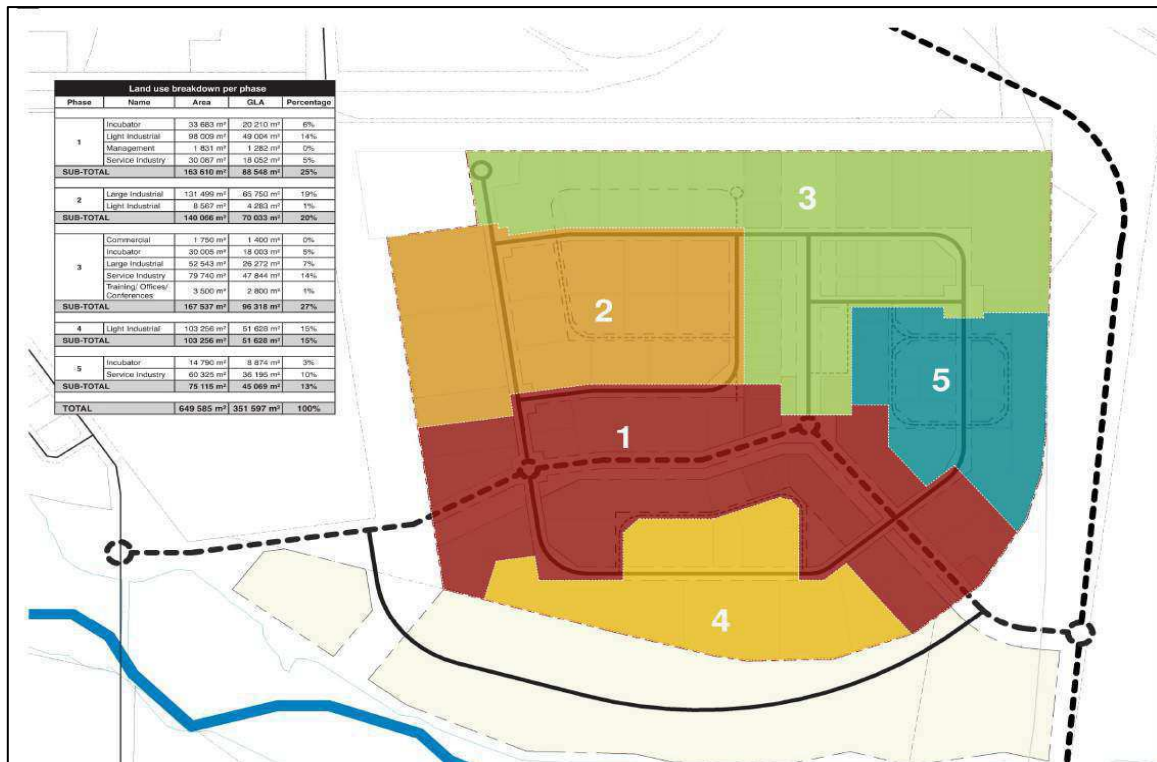 Land use breakdown per phase
Phase Name Area GLA Percentage
1
Incubator 33 683 m² 20 210 m² 6%
Light Industrial 98 009 m² 49 004 m² 14%
Management 1 831 m² 1 282 m² 0%
Service Industry 30 087 m² 18 052 m² 5%
SUB-TOTAL 163 610 m² 88 548 m² 25%
2
Large Industrial 131 499 m² 65 750 m² 19%
Light Industrial 8 567 m² 4 283 m² 1%
SUB-TOTAL 140 066 m² 70 033 m² 20%
3
Commercial 1 750 m² 1 400 m² 0%
Incubator 30 005 m² 18 003 m² 5%
Large Industrial 52 543 m² 26 272 m² 7%
Service Industry 79 740 m² 47 844 m² 14%
Training/ Offices/
Conferences 3 500 m² 2 800 m² 1%
SUB-TOTAL 167 537 m² 96 318 m² 27%
4 Light Industrial 103 256 m² 51 628 m² 15%
SUB-TOTAL 103 256 m² 51 628 m² 15%
5
Incubator 14 790 m² 8 874 m² 3%
Service Industry 60 325 m² 36 195 m² 10%
SUB-TOTAL 75 115 m² 45 069 m² 13%
TOTAL 649 585 m² 351 597 m² 100%
3
2
5
1
4